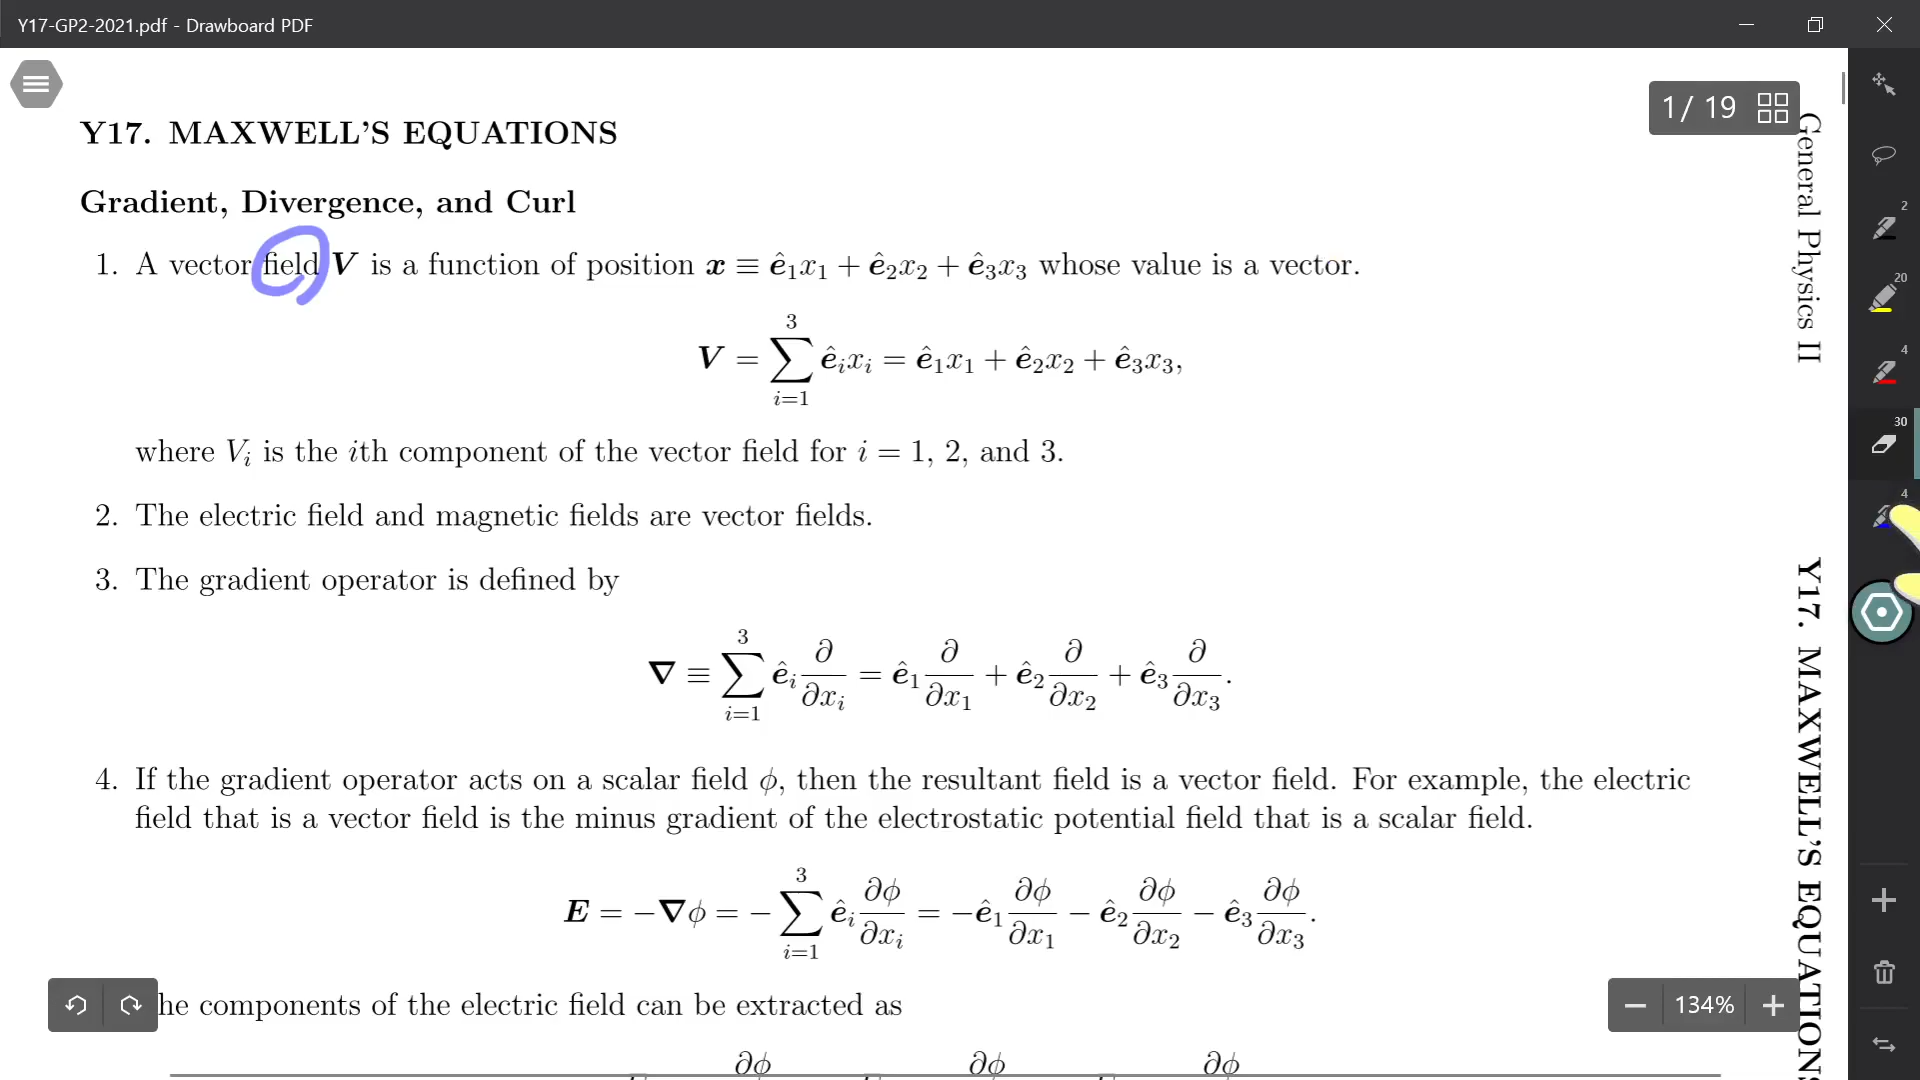 Y17-GP2-2021.pdf - Drawboard PDF
1 / 19
Y17. MAXWELL'S EQUATIONS
Gradient, Divergence, and Curl
1. A vector field V is a function of position x ≡ ê₁x₁ + ê₂x₂ + ê₃x₃ whose value is a vector.
V = ∑_{i=1}^{3} êᵢxᵢ = ê₁x₁ + ê₂x₂ + ê₃x₃,
where Vᵢ is the ith component of the vector field for i = 1, 2, and 3.
2. The electric field and magnetic fields are vector fields.
3. The gradient operator is defined by
∇ ≡ ∑_{i=1}^{3} êᵢ ∂/∂xᵢ = ê₁ ∂/∂x₁ + ê₂ ∂/∂x₂ + ê₃ ∂/∂x₃.
4. If the gradient operator acts on a scalar field ϕ, then the resultant field is a vector field. For example, the electric
field that is a vector field is the minus gradient of the electrostatic potential field that is a scalar field.
E = −∇ϕ = − ∑_{i=1}^{3} êᵢ ∂ϕ/∂xᵢ = −ê₁ ∂ϕ/∂x₁ − ê₂ ∂ϕ/∂x₂ − ê₃ ∂ϕ/∂x₃.
he components of the electric field can be extracted as
∂ϕ ∂ϕ ∂ϕ
General Physics II
Y17. MAXWELL'S EQUATIONS
2
20
4
30
4
134%